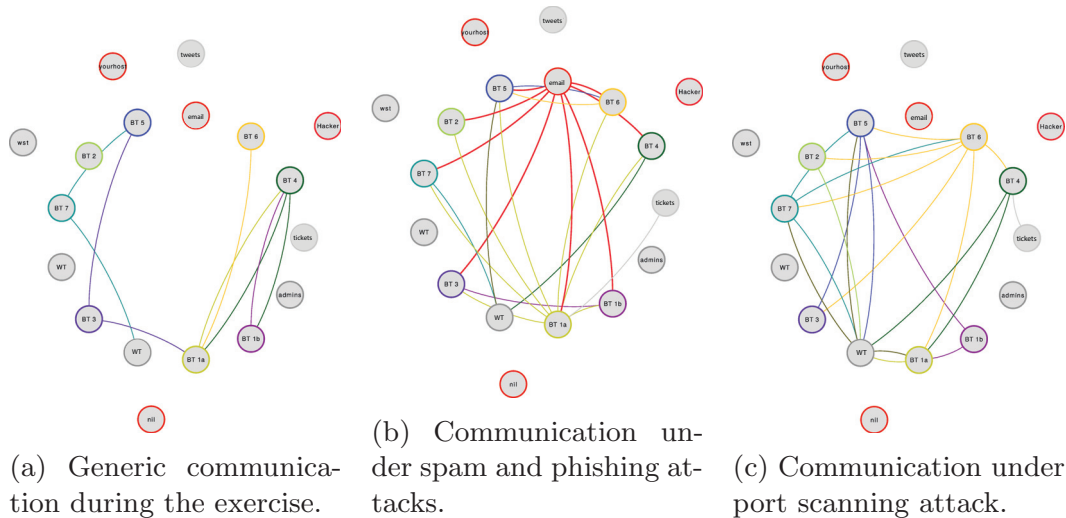 tweets
yourhost
email
BT 5
BT 6
Hacker
wst
BT 2
BT 4
BT 7
tickets
WT
admins
BT 3
BT 1b
WT
BT 1a
nil
(a) Generic communica-
tion during the exercise.
tweets
yourhost
email
Hacker
BT 5
BT 6
wst
BT 2
BT 4
BT 7
tickets
WT
admins
BT 3
BT 1b
WT
BT 1a
nil
(b) Communication un-
der spam and phishing at-
tacks.
tweets
yourhost
email
BT 5
Hacker
BT 6
wst
BT 2
BT 4
BT 7
tickets
WT
admins
BT 3
BT 1b
WT
BT 1a
nil
(c) Communication under
port scanning attack.